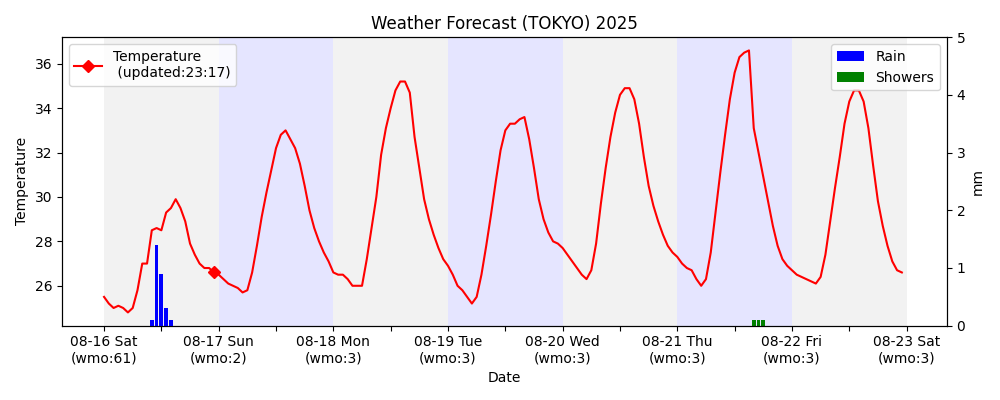 Weather Forecast (TOKYO) 2025
Temperature
(updated:23:17)
Rain
Showers
36
34
32
30
28
26
Temperature
5
4
3
2
1
0
mm
08-16 Sat
(wmo:61)
08-17 Sun
(wmo:2)
08-18 Mon
(wmo:3)
08-19 Tue
(wmo:3)
08-20 Wed
(wmo:3)
08-21 Thu
(wmo:3)
08-22 Fri
(wmo:3)
08-23 Sat
(wmo:3)
Date